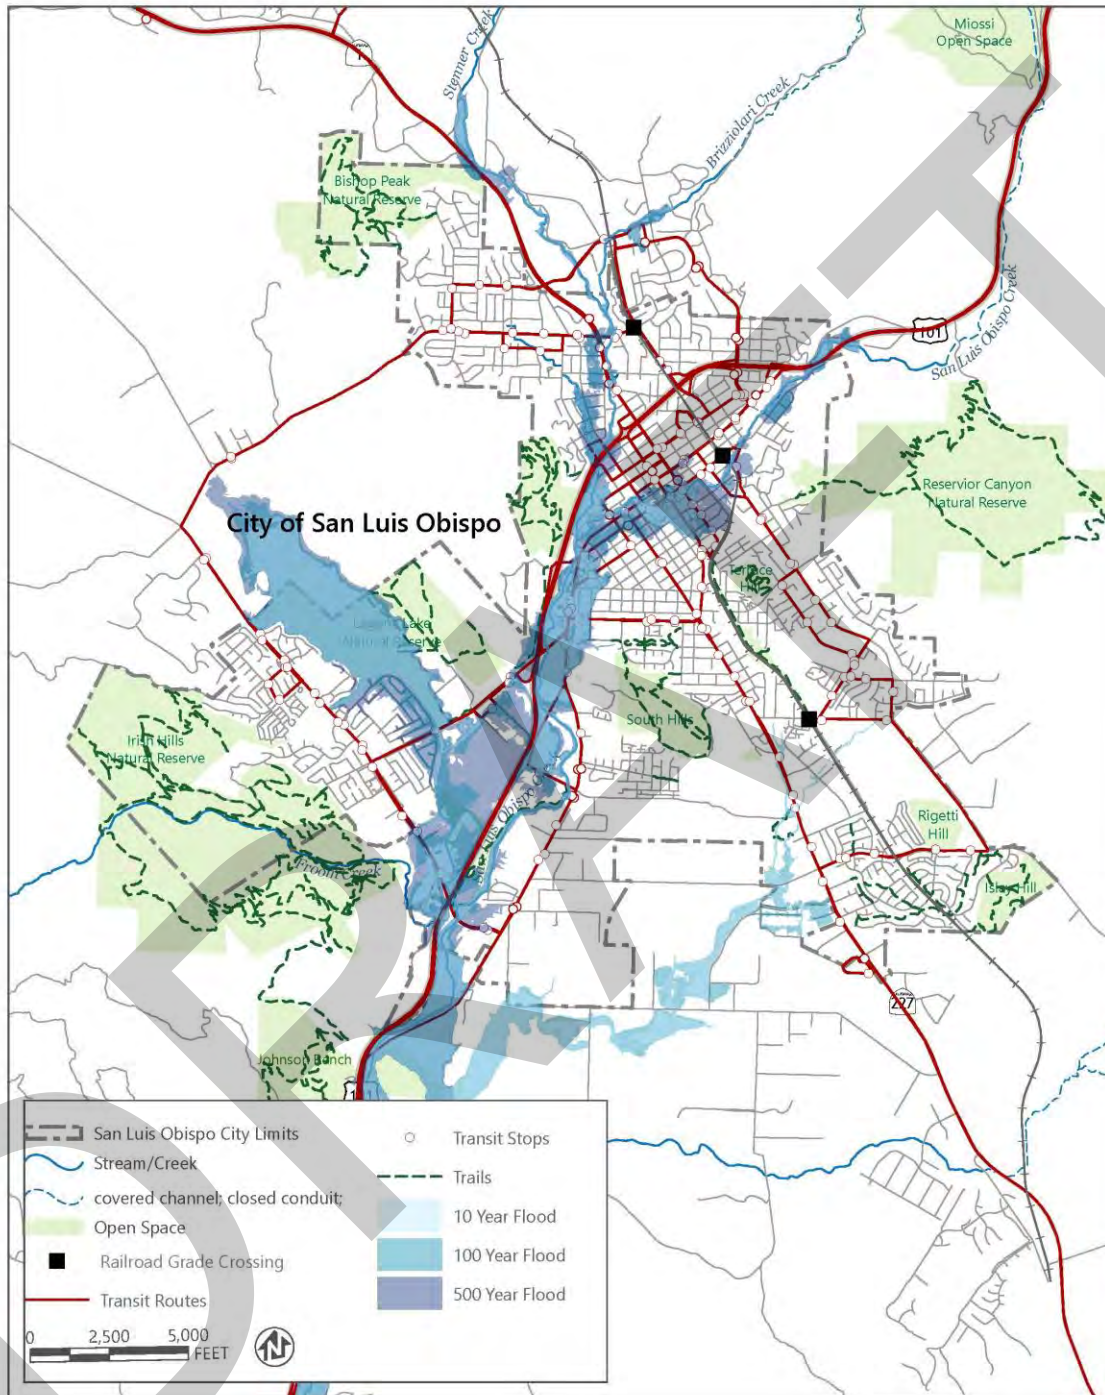 Miossi
Open Space
1
Stenner Creek
Brizziolari Creek
Bishop Peak
Natural Reserve
101
San Luis Obispo Creek
Reservior Canyon
Natural Reserve
City of San Luis Obispo
Terrace
Hill
Laguna Lake
Natural Reserve
South Hills
Irish Hills
Natural Reserve
San Luis Obispo Creek
Rigetti
Hill
Froom Creek
Islay Hill
227
Johnson Ranch
101
San Luis Obispo City Limits
Stream/Creek
covered channel; closed conduit;
Open Space
Railroad Grade Crossing
Transit Routes
Transit Stops
Trails
10 Year Flood
100 Year Flood
500 Year Flood
0 2,500 5,000
FEET
N
DRAFT